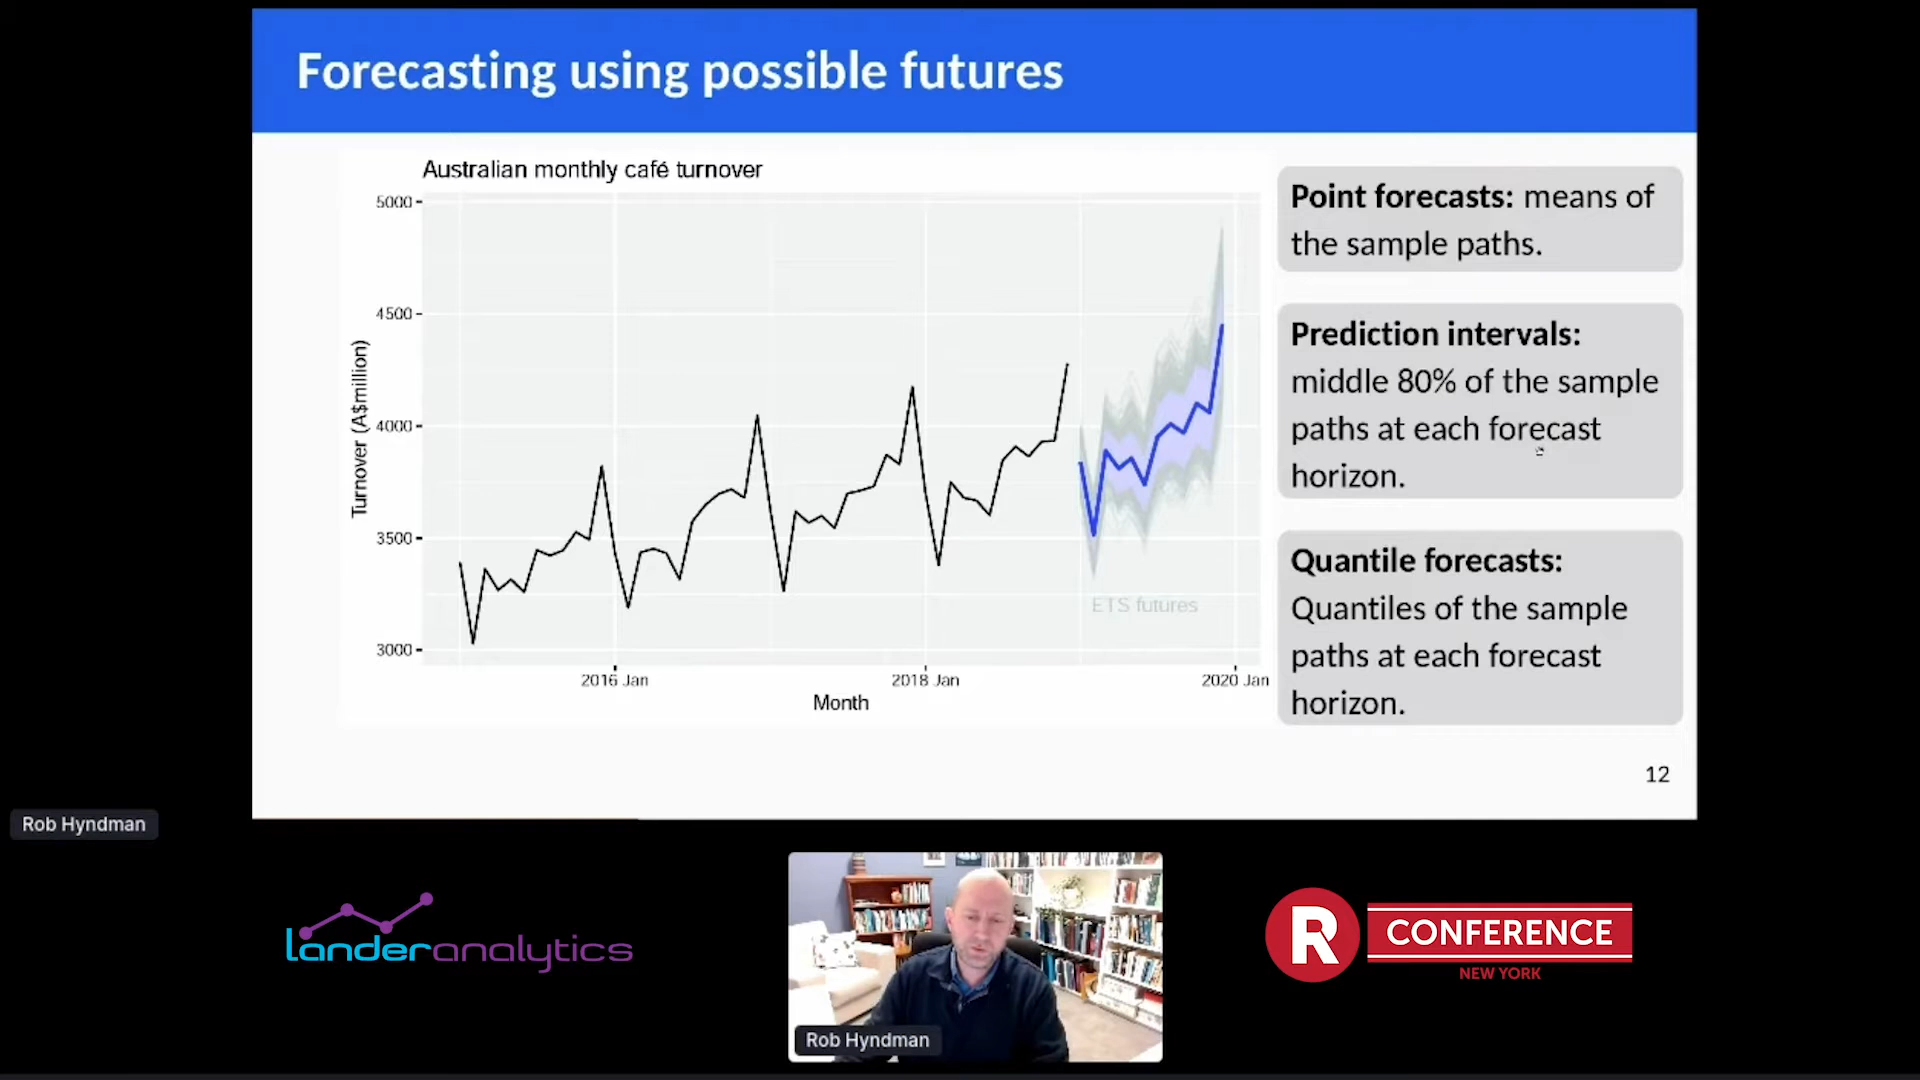 Forecasting using possible futures
Australian monthly café turnover
5000
4500
4000
3500
3000
Turnover (A$million)
ETS futures
2016 Jan
2018 Jan
2020 Jan
Month
Point forecasts: means of
the sample paths.
Prediction intervals:
middle 80% of the sample
paths at each forecast
horizon.
Quantile forecasts:
Quantiles of the sample
paths at each forecast
horizon.
12
Rob Hyndman
landeranalytics
Rob Hyndman
R CONFERENCE
NEW YORK